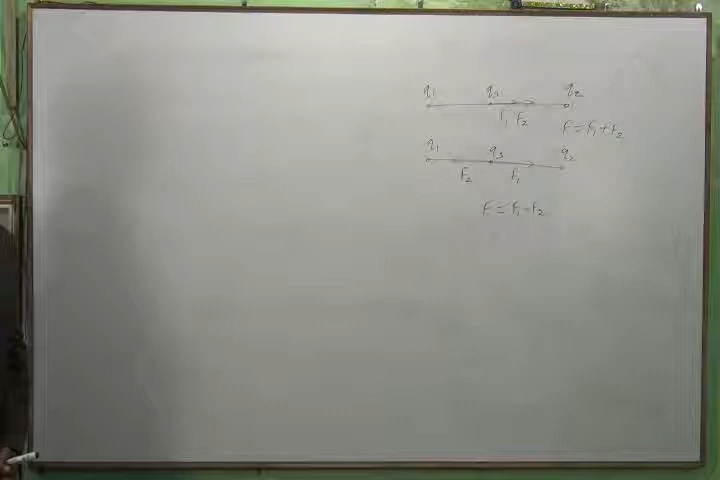 q₁ q₃ q₂
F₁ F₂
F = F₁ + F₂
q₁ q₃ q₂
F₂ F₁
F = F₁ - F₂